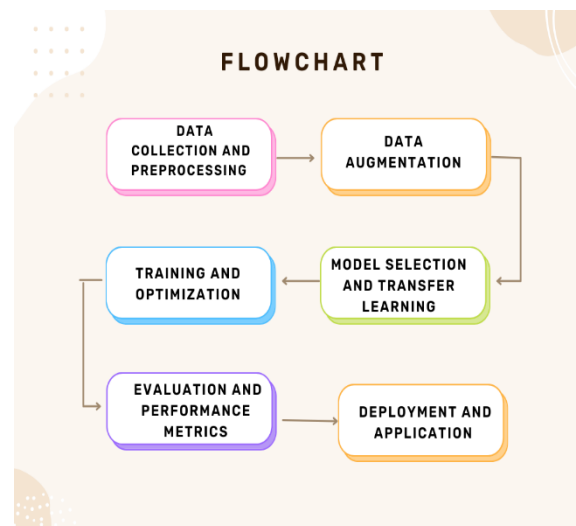 FLOWCHART
DATA
COLLECTION AND
PREPROCESSING
DATA
AUGMENTATION
MODEL SELECTION
AND TRANSFER
LEARNING
TRAINING AND
OPTIMIZATION
EVALUATION AND
PERFORMANCE
METRICS
DEPLOYMENT AND
APPLICATION